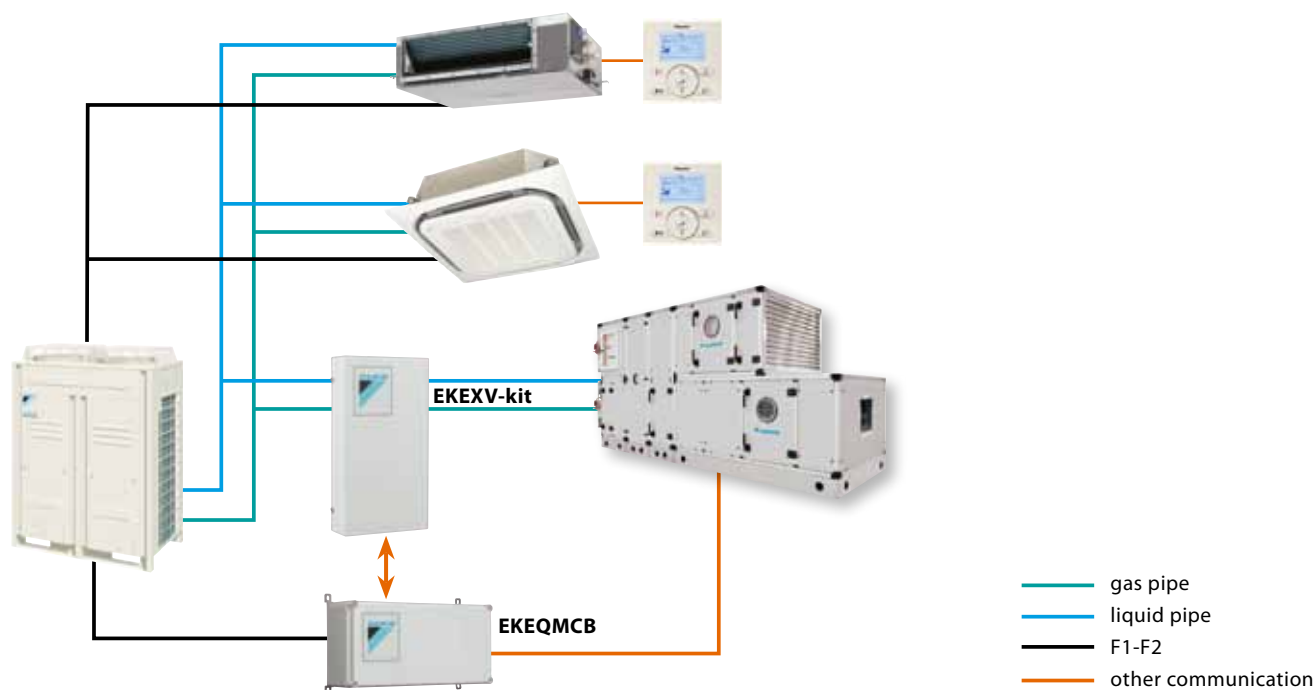 EKEXV-kit
EKEQMCB
gas pipe
liquid pipe
F1-F2
other communication